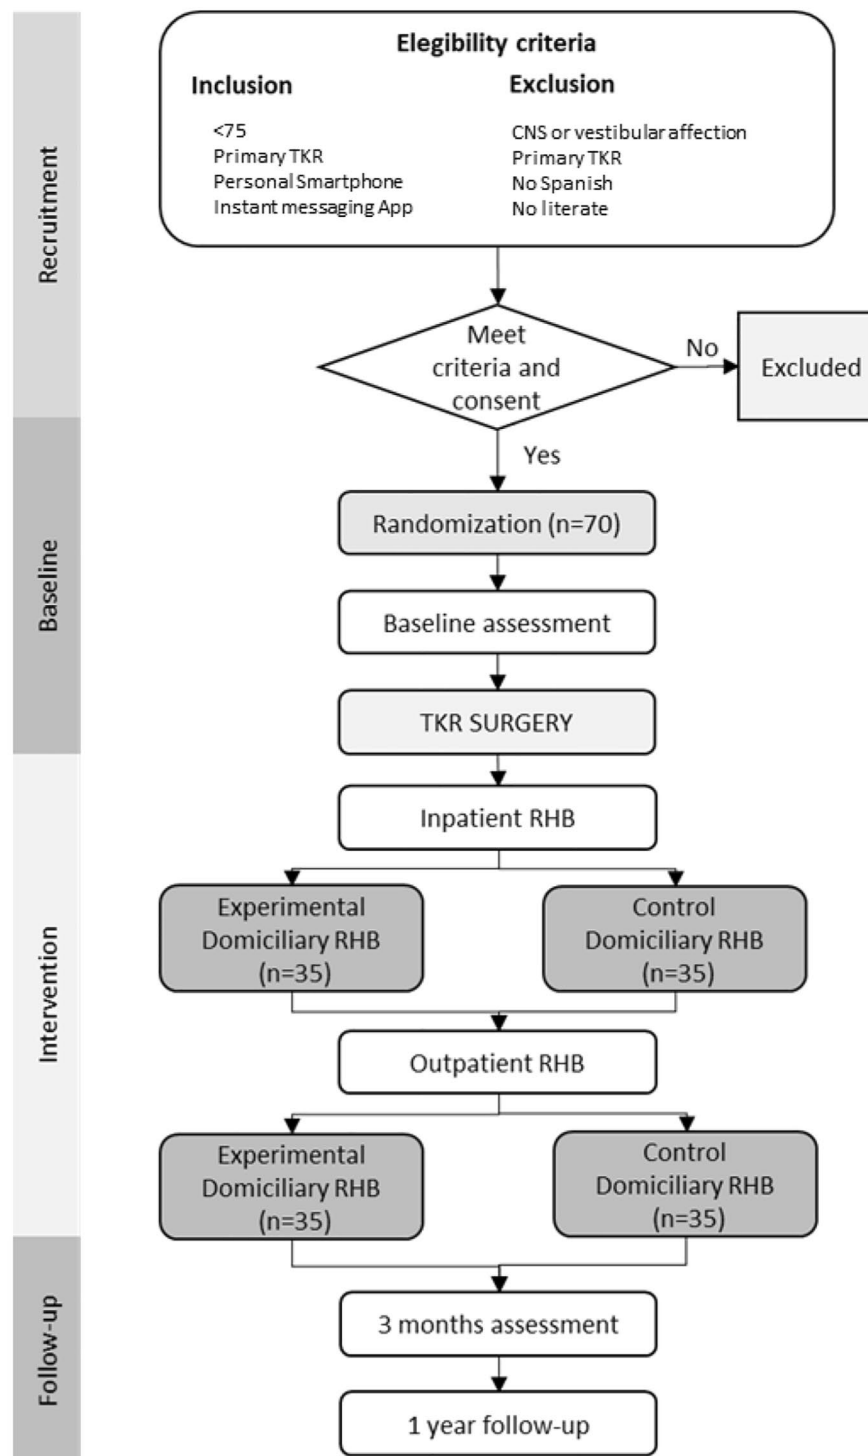 Elegibility criteria
Inclusion
<75
Primary TKR
Personal Smartphone
Instant messaging App
Exclusion
CNS or vestibular affection
Primary TKR
No Spanish
No literate
Recruitment
Meet
criteria and
consent
No
Excluded
Yes
Baseline
Randomization (n=70)
Baseline assessment
TKR SURGERY
Intervention
Inpatient RHB
Experimental
Domiciliary RHB
(n=35)
Control
Domiciliary RHB
(n=35)
Outpatient RHB
Experimental
Domiciliary RHB
(n=35)
Control
Domiciliary RHB
(n=35)
Follow-up
3 months assessment
1 year follow-up